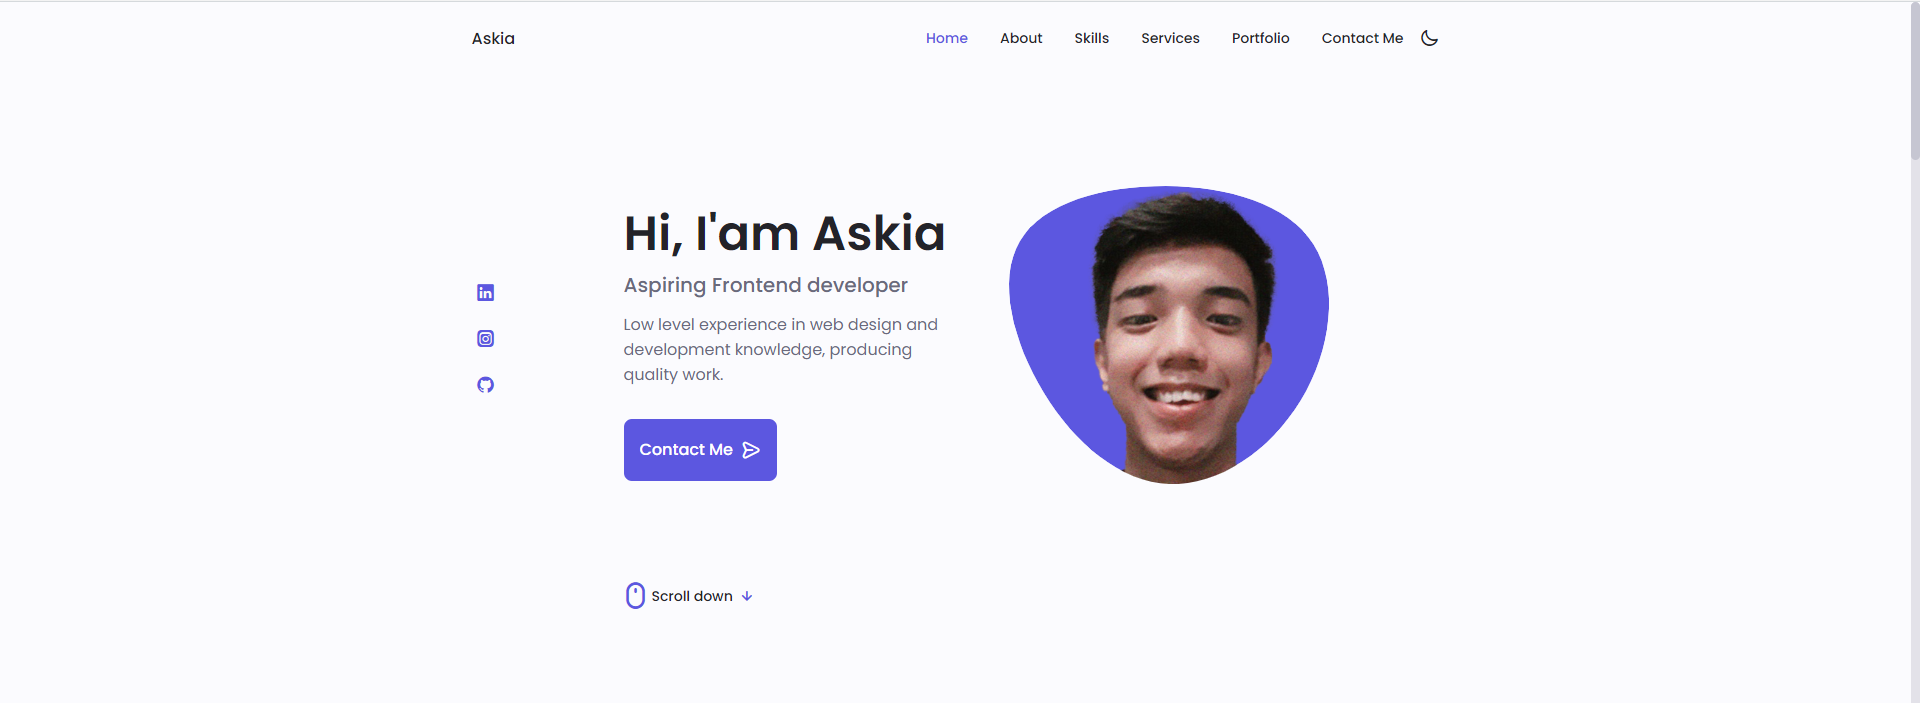 Askia
Home
About
Skills
Services
Portfolio
Contact Me
Hi, I'am Askia
Aspiring Frontend developer
Low level experience in web design and
development knowledge, producing
quality work.
Contact Me
Scroll down